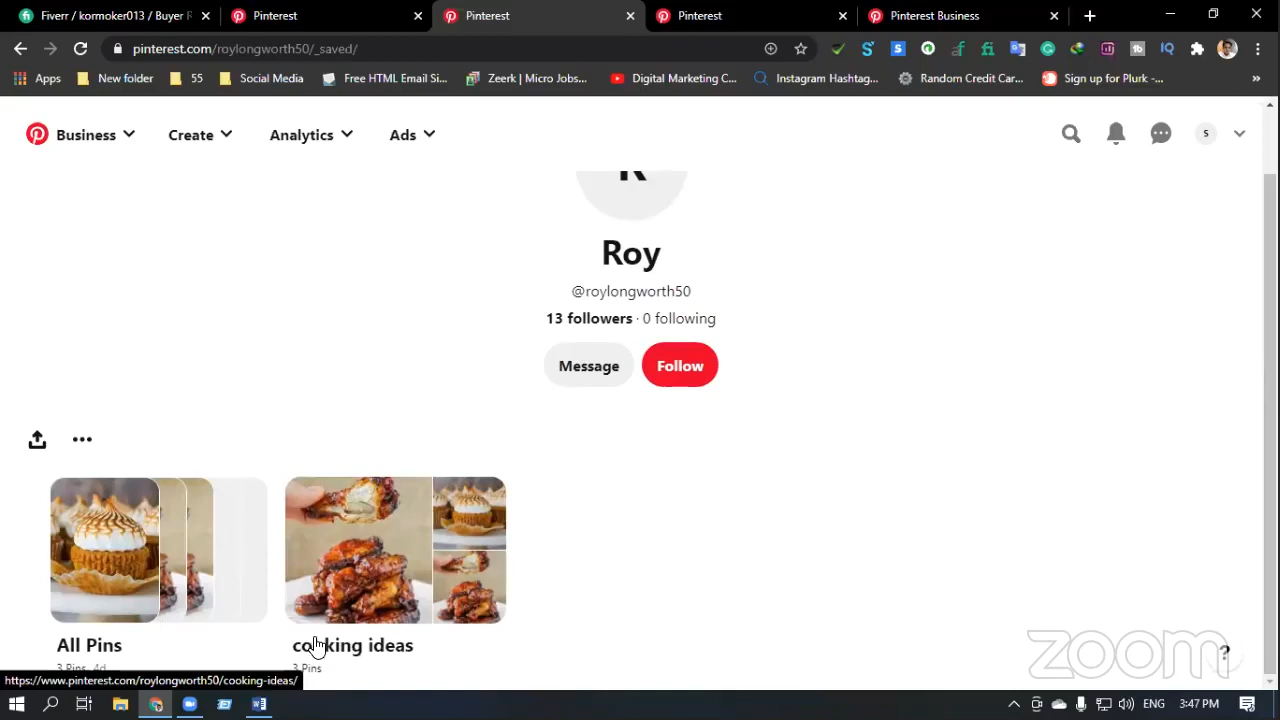 Fiverr / kormoker013 / Buyer R
Pinterest
Pinterest
Pinterest
Pinterest Business
pinterest.com/roylongworth50/_saved/
Apps
New folder
55
Social Media
Free HTML Email Si...
Zeerk | Micro Jobs...
Digital Marketing C...
Instagram Hashtag...
Random Credit Car...
Sign up for Plurk -...
Business
Create
Analytics
Ads
S
R
Roy
@roylongworth50
13 followers · 0 following
Message
Follow
All Pins
cooking ideas
3 Pins 4d
3 Pins
zoom
?
https://www.pinterest.com/roylongworth50/cooking-ideas/
ENG
3:47 PM